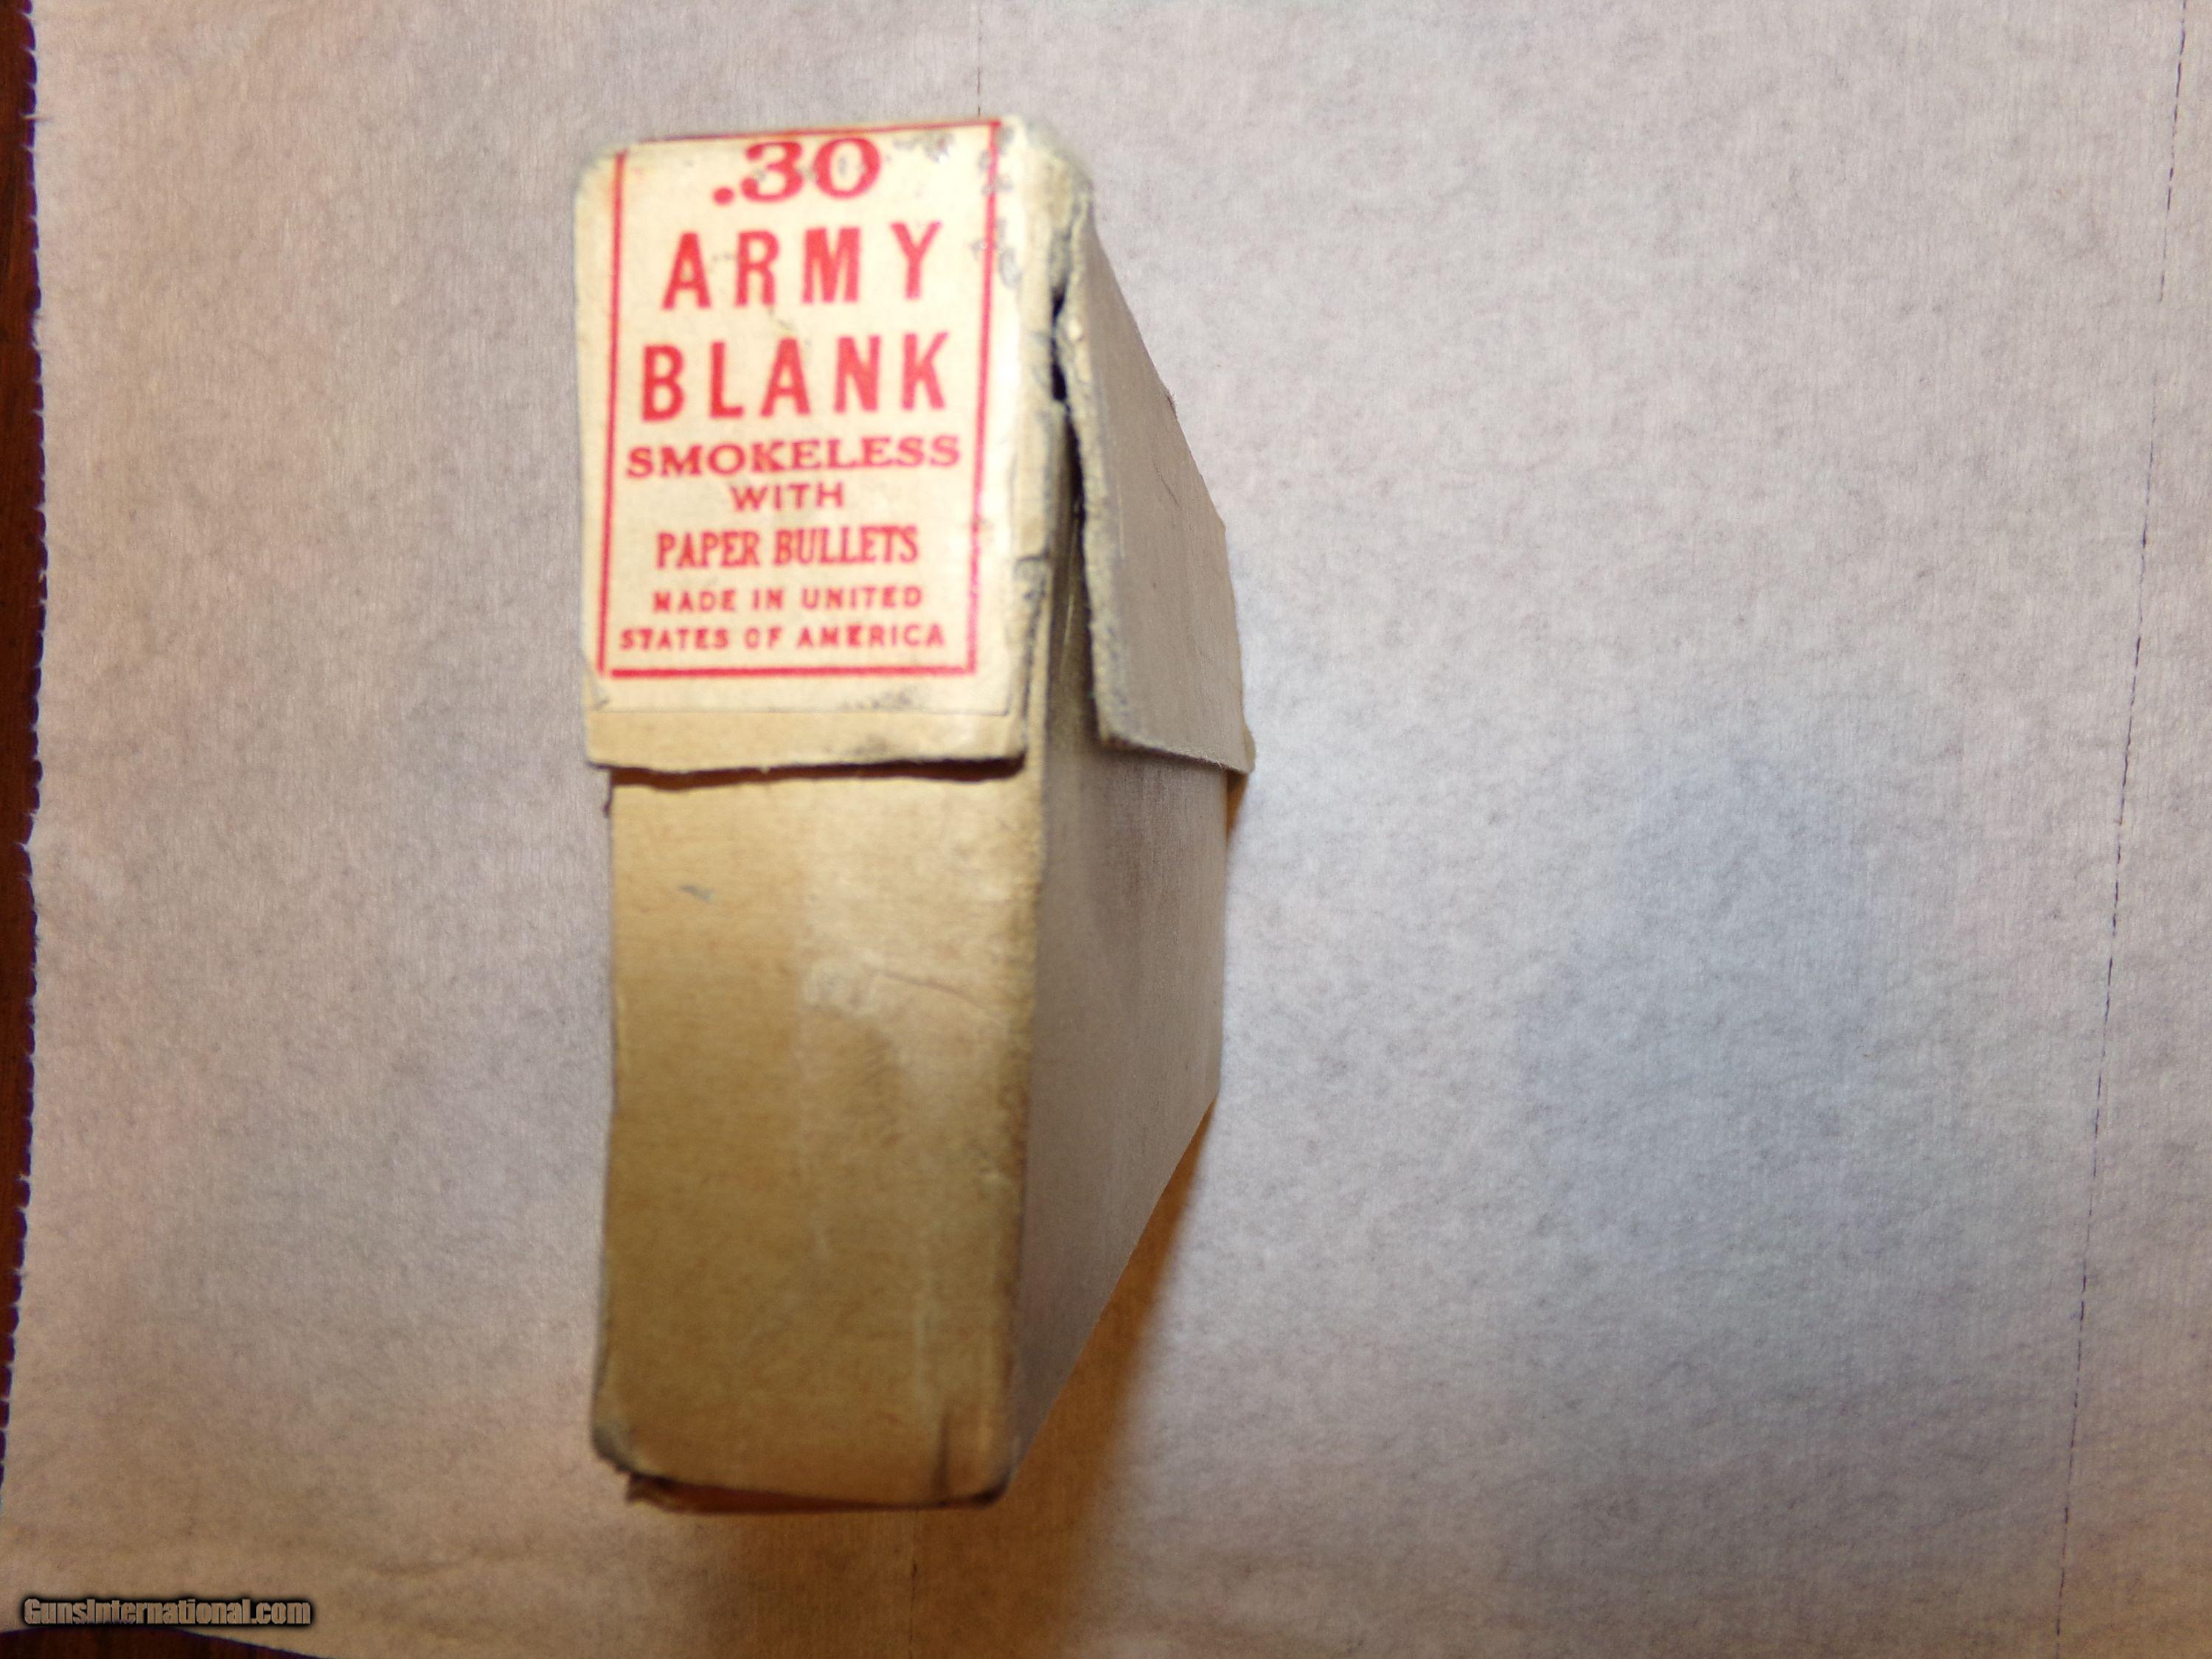 .30
ARMY
BLANK
SMOKELESS
WITH
PAPER BULLETS
MADE IN UNITED
STATES OF AMERICA
GunsInternational.com